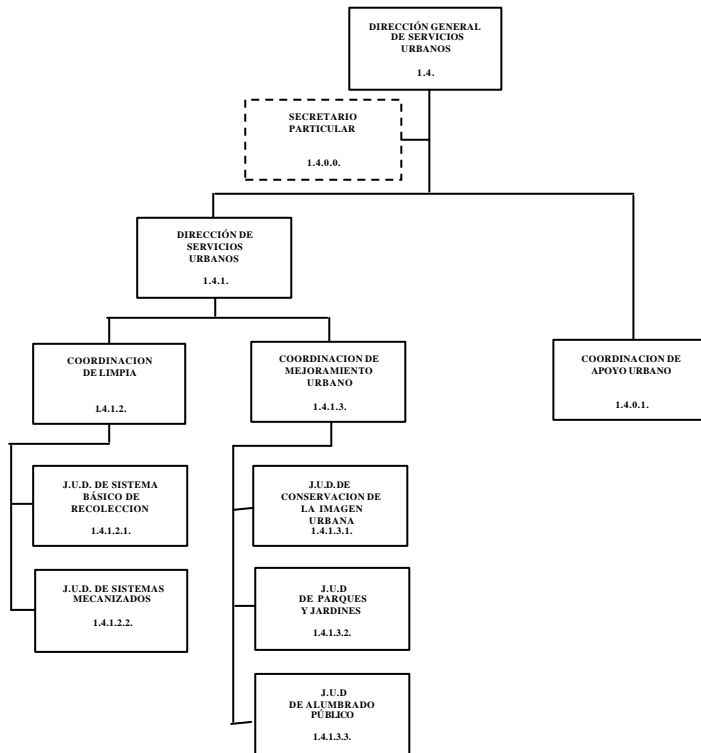 DIRECCIÓN GENERAL
DE SERVICIOS
URBANOS
1.4.
SECRETARIO
PARTICULAR
1.4.0.0.
DIRECCIÓN DE
SERVICIOS
URBANOS
1.4.1.
COORDINACION
DE LIMPIA
1.4.1.2.
COORDINACION DE
MEJORAMIENTO
URBANO
1.4.1.3.
COORDINACION DE
APOYO URBANO
1.4.0.1.
J.U.D. DE SISTEMA
BÁSICO DE
RECOLECCION
1.4.1.2.1.
J.U.D. DE SISTEMAS
MECANIZADOS
1.4.1.2.2.
J.U.D. DE
CONSERVACION DE
LA IMAGEN
URBANA
1.4.1.3.1.
J.U.D
DE PARQUES
Y JARDINES
1.4.1.3.2.
J.U.D
DE ALUMBRADO
PÚBLICO
1.4.1.3.3.